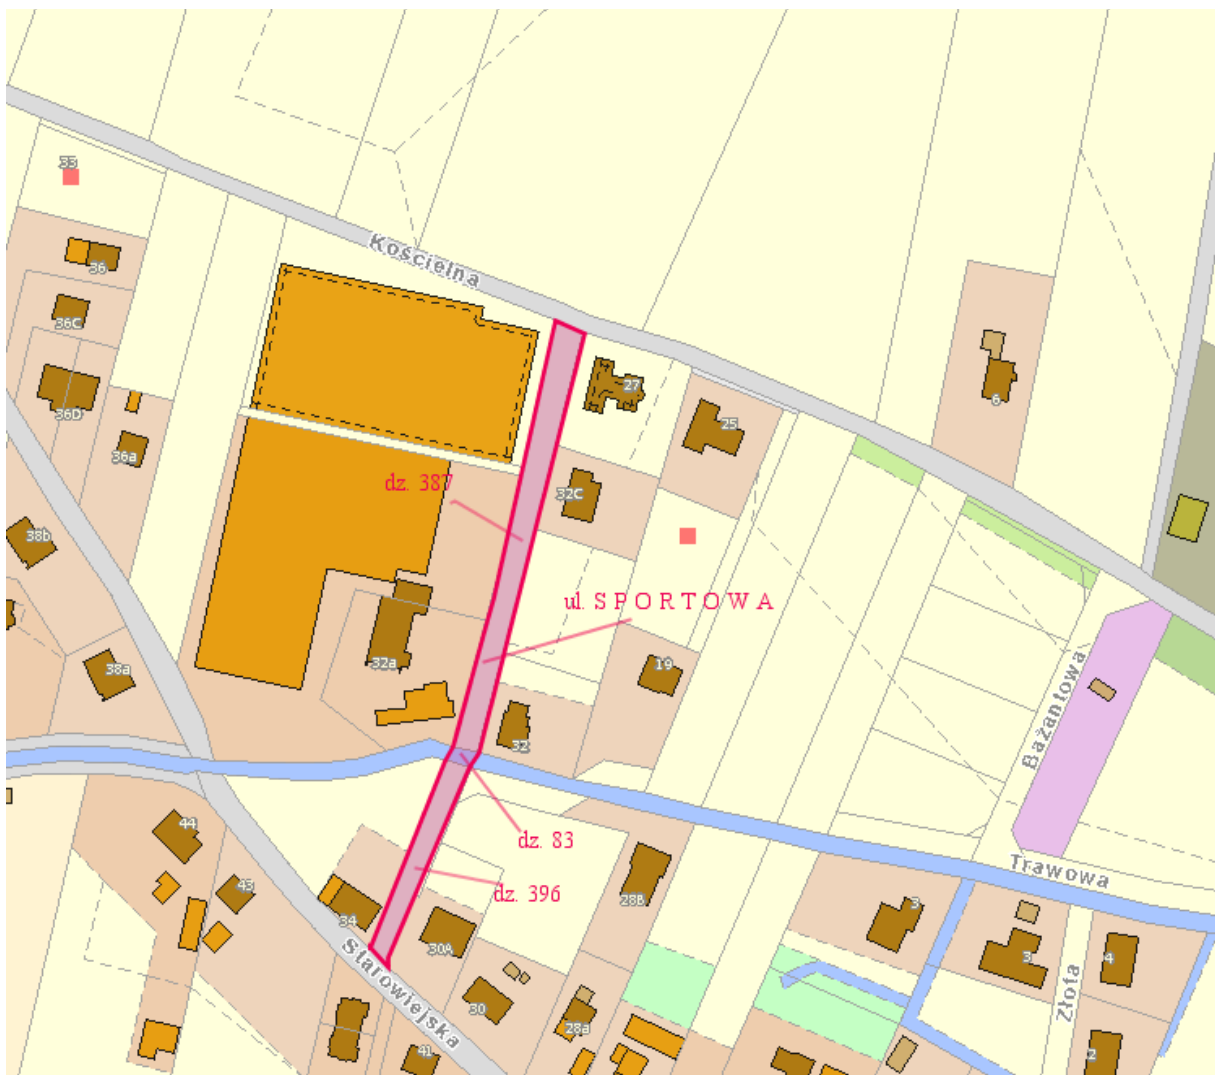 33
Kościelna
36
36C
27
36D
6
25
36a
dz. 387
32C
38b
ul. S P O R T O W A
32a
19
38a
Bażantowa
32
44
dz. 83
Trawowa
43
dz. 396
28B
34
3
30A
3
4
Starowiejska
Złota
30
28a
41
2